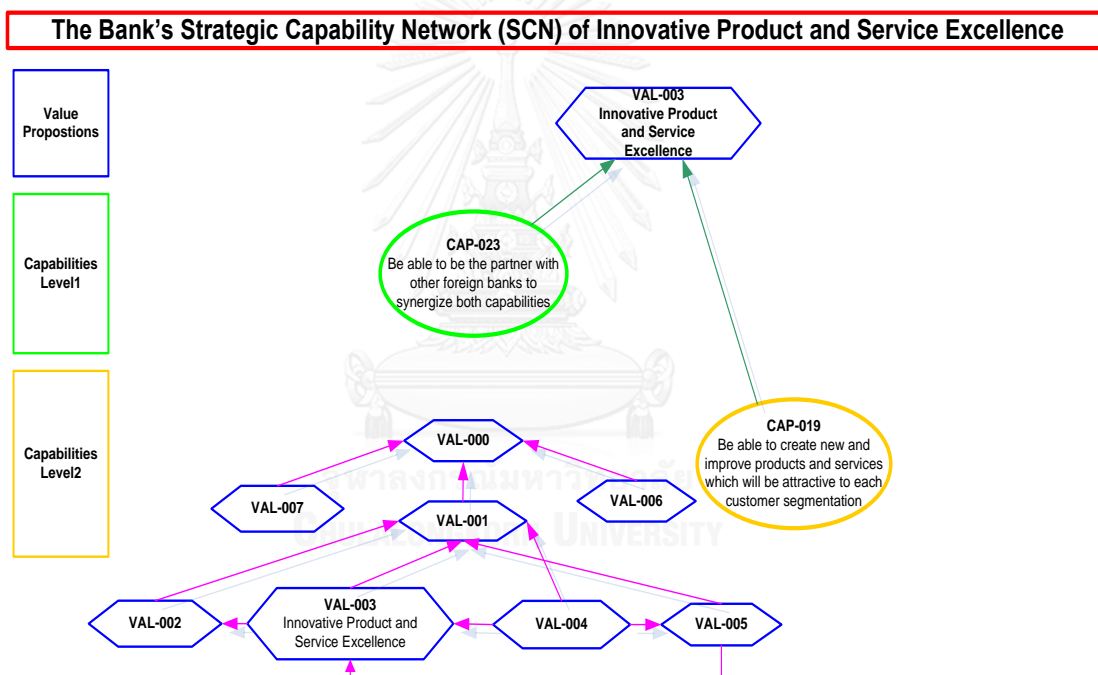 The Bank's Strategic Capability Network (SCN) of Innovative Product and Service Excellence
Value
Propostions
VAL-003
Innovative Product
and Service
Excellence
Capabilities
Level1
CAP-023
Be able to be the partner with
other foreign banks to
synergize both capabilities
Capabilities
Level2
CAP-019
Be able to create new and
improve products and services
which will be attractive to each
customer segmentation
VAL-000
VAL-007
VAL-006
VAL-001
UNIVERSITY
VAL-002
VAL-003
Innovative Product and
Service Excellence
VAL-004
VAL-005